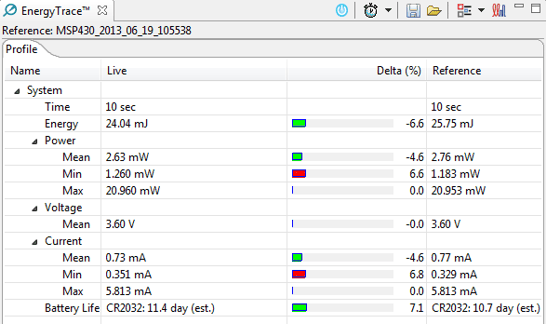 EnergyTrace™
Reference: MSP430_2013_06_19_105538
Profile
Name Live Delta (%) Reference
System
Time 10 sec 10 sec
Energy 24.04 mJ -6.6 25.75 mJ
Power
Mean 2.63 mW -4.6 2.76 mW
Min 1.260 mW 6.6 1.183 mW
Max 20.960 mW 0.0 20.953 mW
Voltage
Mean 3.60 V -0.0 3.60 V
Current
Mean 0.73 mA -4.6 0.77 mA
Min 0.351 mA 6.8 0.329 mA
Max 5.813 mA 0.0 5.813 mA
Battery Life CR2032: 11.4 day (est.) 7.1 CR2032: 10.7 day (est.)